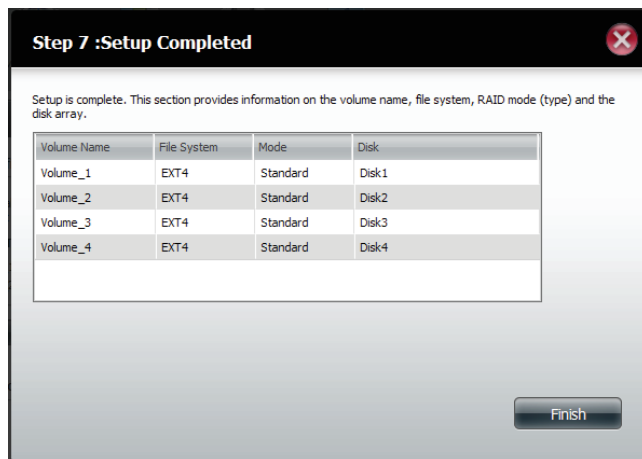 Step 7 :Setup Completed
Setup is complete. This section provides information on the volume name, file system, RAID mode (type) and the
disk array.
Volume Name File System Mode Disk
Volume_1 EXT4 Standard Disk1
Volume_2 EXT4 Standard Disk2
Volume_3 EXT4 Standard Disk3
Volume_4 EXT4 Standard Disk4
Finish